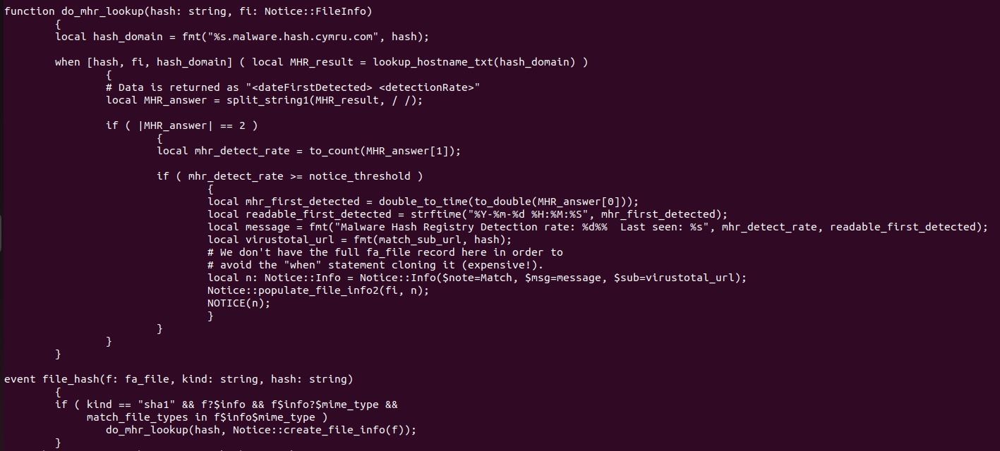 function do_mhr_lookup(hash: string, fi: Notice::FileInfo)
{
local hash_domain = fmt("%s.malware.hash.cymru.com", hash);
when [hash, fi, hash_domain] ( local MHR_result = lookup_hostname_txt(hash_domain) )
{
# Data is returned as "<dateFirstDetected> <detectionRate>"
local MHR_answer = split_string1(MHR_result, / /);
if ( |MHR_answer| == 2 )
{
local mhr_detect_rate = to_count(MHR_answer[1]);
if ( mhr_detect_rate >= notice_threshold )
{
local mhr_first_detected = double_to_time(to_double(MHR_answer[0]));
local readable_first_detected = strftime("%Y-%m-%d %H:%M:%S", mhr_first_detected);
local message = fmt("Malware Hash Registry Detection rate: %d%%  Last seen: %s", mhr_detect_rate, readable_first_detected);
local virustotal_url = fmt(match_sub_url, hash);
# We don't have the full fa_file record here in order to
# avoid the "when" statement cloning it (expensive!).
local n: Notice::Info = Notice::Info($note=Match, $msg=message, $sub=virustotal_url);
Notice::populate_file_info2(fi, n);
NOTICE(n);
}
}
}
}
event file_hash(f: fa_file, kind: string, hash: string)
{
if ( kind == "sha1" && f?$info && f$info?$mime_type &&
match_file_types in f$info$mime_type )
do_mhr_lookup(hash, Notice::create_file_info(f));
}